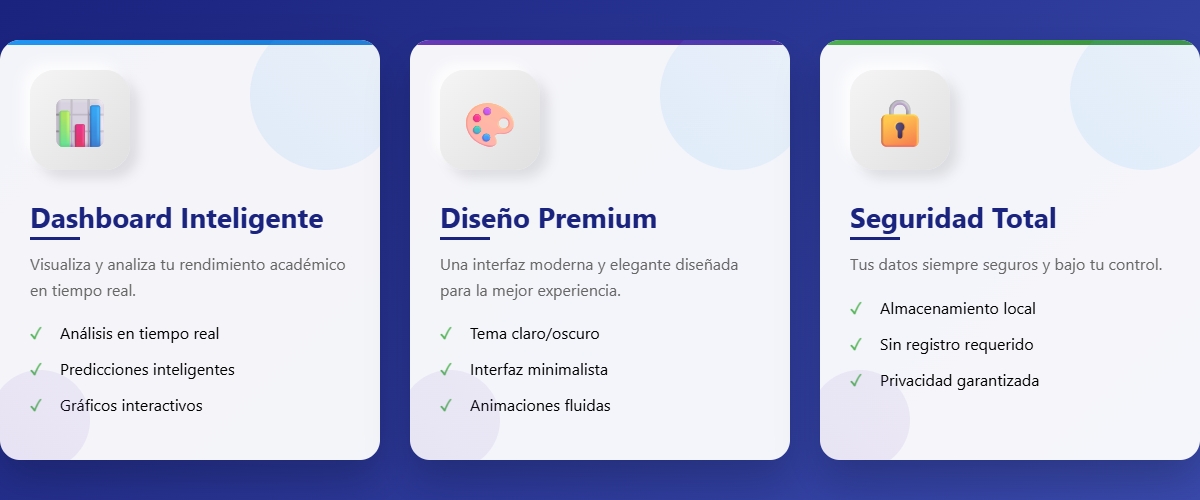 Dashboard Inteligente
Visualiza y analiza tu rendimiento académico
en tiempo real.
✓ Análisis en tiempo real
✓ Predicciones inteligentes
✓ Gráficos interactivos
Diseño Premium
Una interfaz moderna y elegante diseñada
para la mejor experiencia.
✓ Tema claro/oscuro
✓ Interfaz minimalista
✓ Animaciones fluidas
Seguridad Total
Tus datos siempre seguros y bajo tu control.
✓ Almacenamiento local
✓ Sin registro requerido
✓ Privacidad garantizada